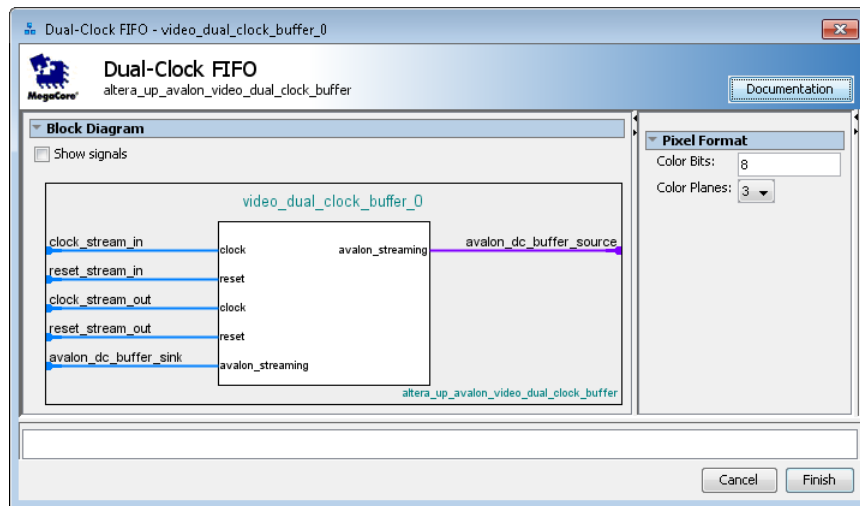 Dual-Clock FIFO - video_dual_clock_buffer_0
MegaCore'
Dual-Clock FIFO
altera_up_avalon_video_dual_clock_buffer
Documentation
Block Diagram
Show signals
video_dual_clock_buffer_0
clock_stream_in
clock
avalon_streaming
avalon_dc_buffer_source
reset_stream_in
reset
clock_stream_out
clock
reset_stream_out
reset
avalon_dc_buffer_sink
avalon_streaming
altera_up_avalon_video_dual_clock_buffer
Pixel Format
Color Bits: 8
Color Planes: 3
Cancel
Finish